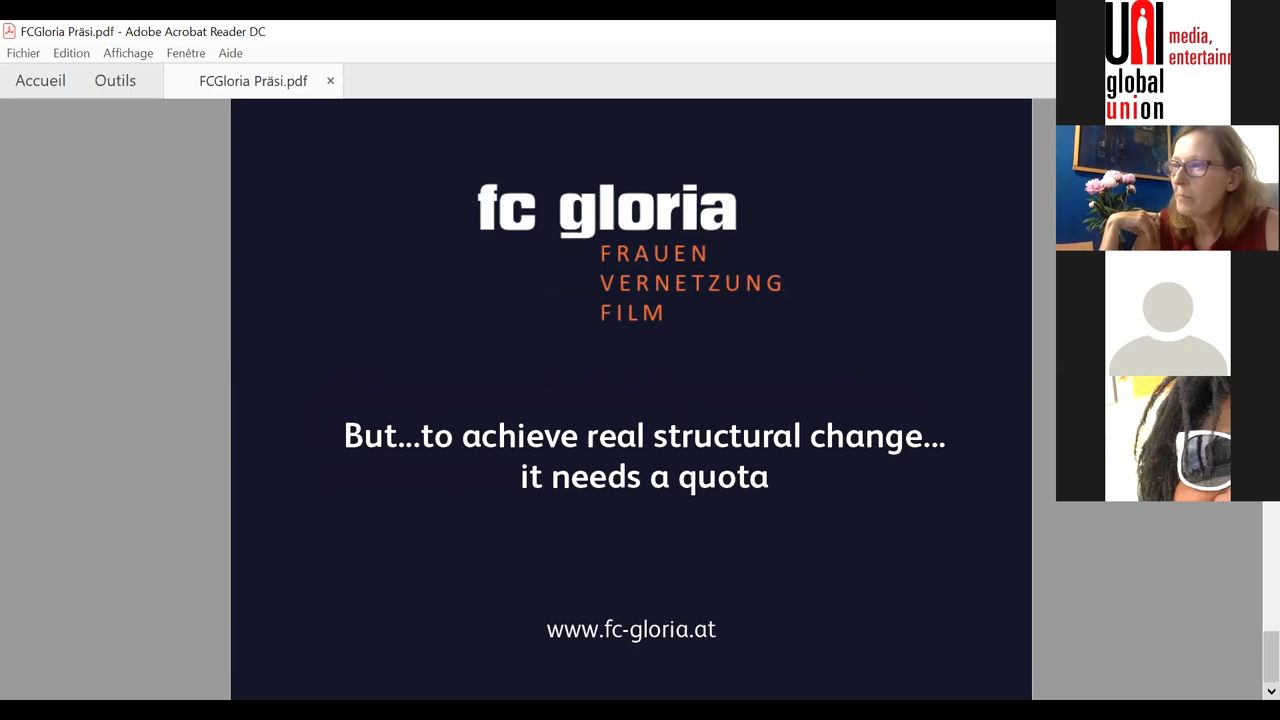 FCGloria Präsi.pdf - Adobe Acrobat Reader DC
Fichier Edition Affichage Fenêtre Aide
Accueil Outils FCGloria Präsi.pdf ×
UNI media,
global
union
fc gloria
FRAUEN
VERNETZUNG
FILM
But...to achieve real structural change...
it needs a quota
www.fc-gloria.at